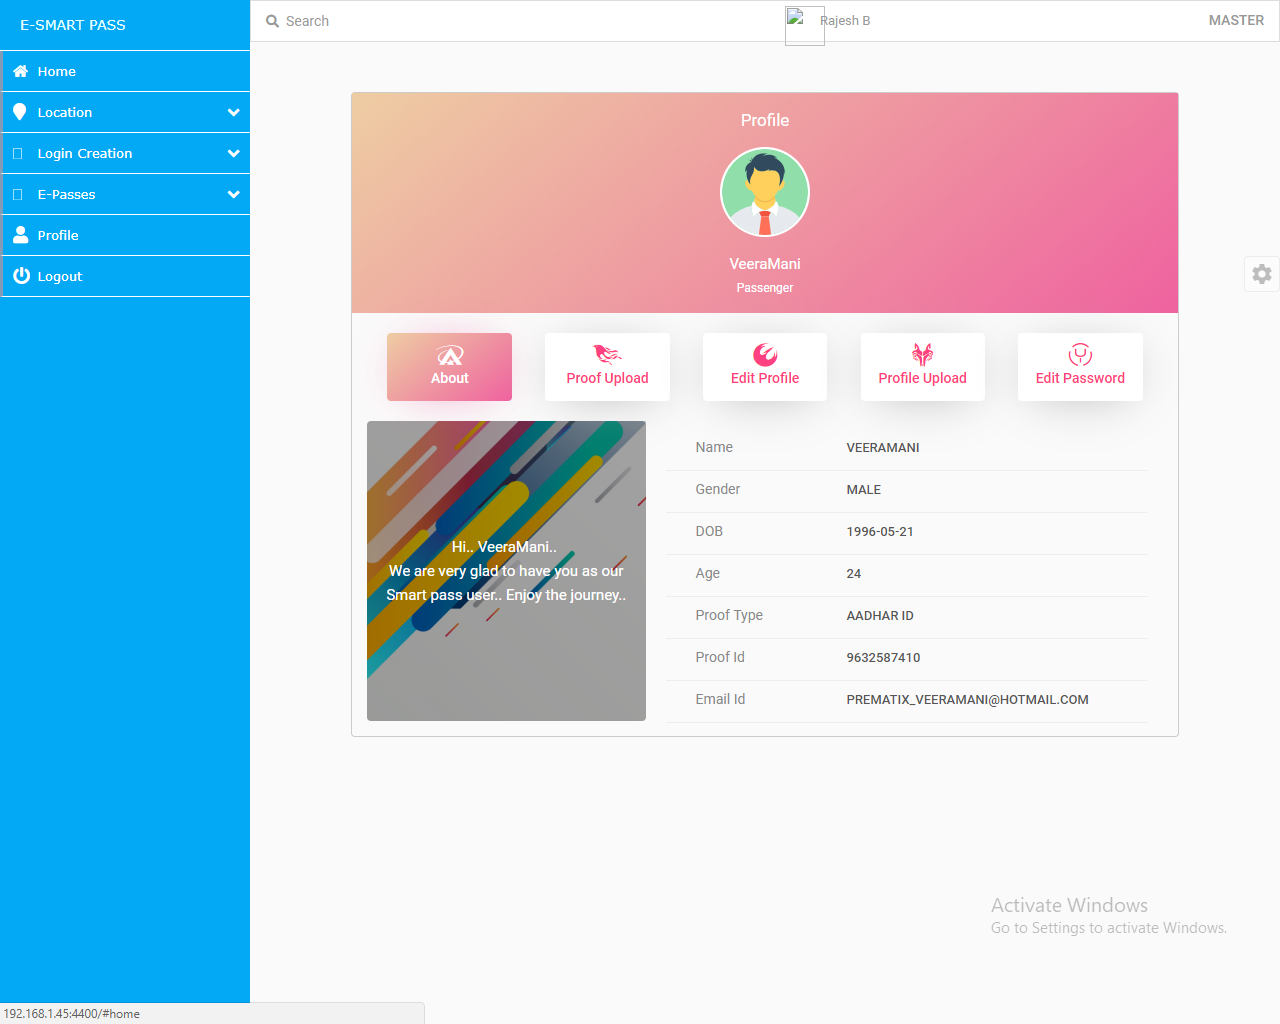 E-SMART PASS
Search
Rajesh B
MASTER
Home
Location
Login Creation
E-Passes
Profile
Logout
Profile
VeeraMani
Passenger
About
Proof Upload
Edit Profile
Profile Upload
Edit Password
Hi.. VeeraMani..
We are very glad to have you as our
Smart pass user.. Enjoy the journey..
Name VEERAMANI
Gender MALE
DOB 1996-05-21
Age 24
Proof Type AADHAR ID
Proof Id 9632587410
Email Id PREMATIX_VEERAMANI@HOTMAIL.COM
Activate Windows
Go to Settings to activate Windows.
192.168.1.45:4400/#home